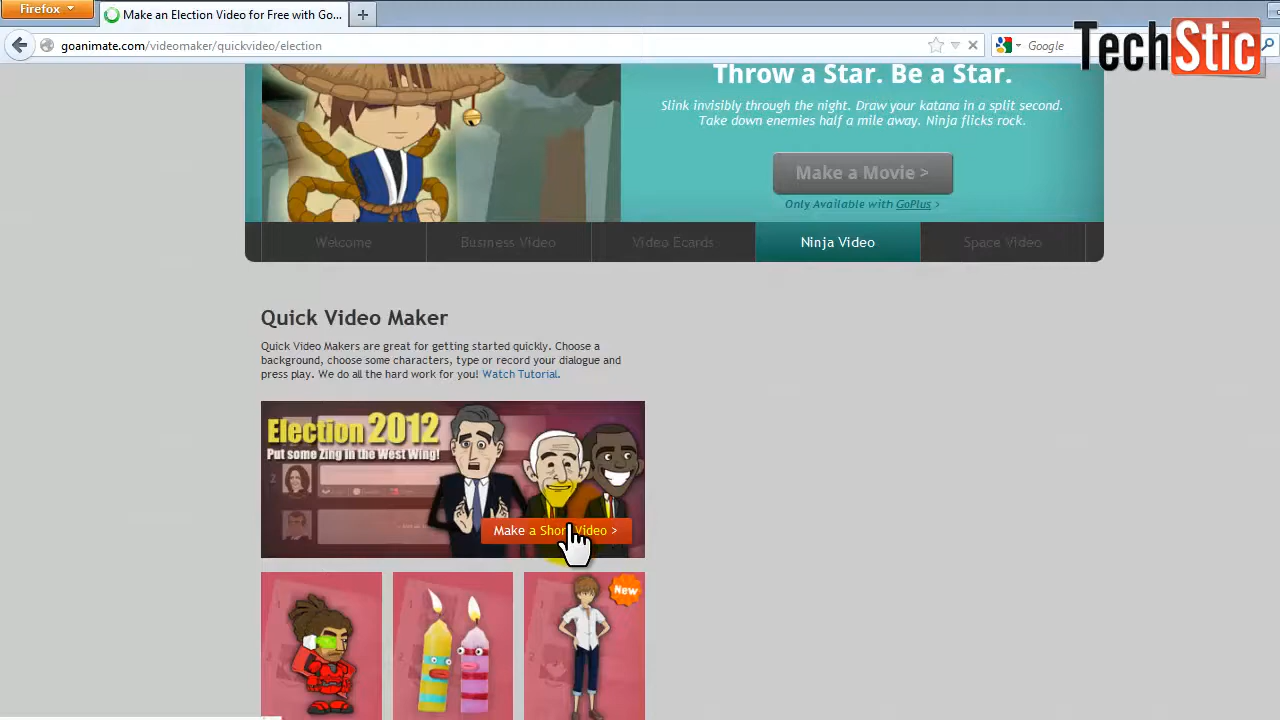 Firefox
Make an Election Video for Free with Go...
goanimate.com/videomaker/quickvideo/election
Google
TechStic
Throw a Star. Be a Star.
Slink invisibly through the night. Draw your katana in a split second.
Take down enemies half a mile away. Ninja flicks rock.
Make a Movie >
Only Available with GoPlus >
Welcome
Business Video
Video Ecards
Ninja Video
Space Video
Quick Video Maker
Quick Video Makers are great for getting started quickly. Choose a
background, choose some characters, type or record your dialogue and
press play. We do all the hard work for you! Watch Tutorial.
Election 2012
Put some Zing in the West Wing!
2
Make a Short Video >
New
1
2